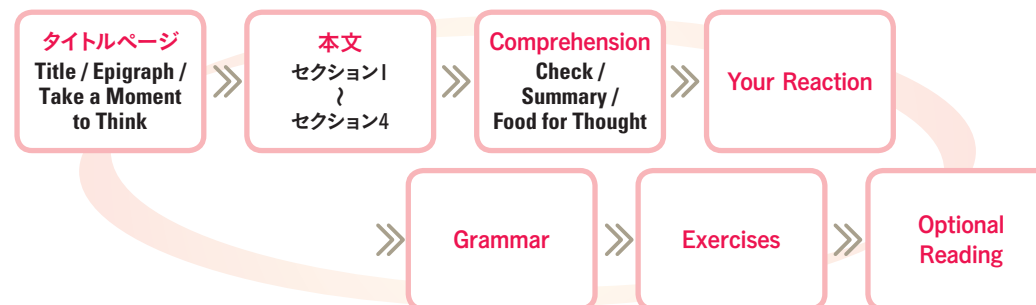 タイトルページ
Title / Epigraph /
Take a Moment
to Think
本文
セクション1
〜
セクション4
Comprehension
Check /
Summary /
Food for Thought
Your Reaction
Grammar
Exercises
Optional
Reading